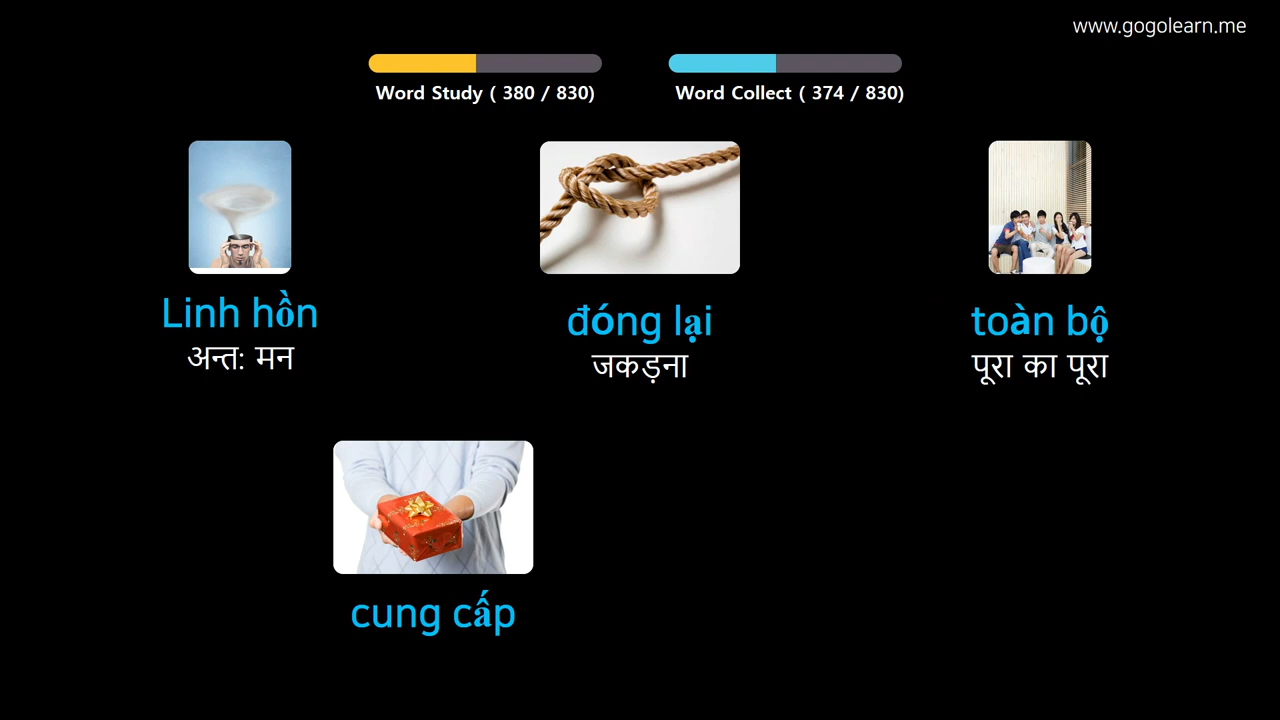 www.gogolearn.me
Word Study ( 380 / 830)
Word Collect ( 374 / 830)
Linh hồn
अन्त: मन
đóng lại
जकड़ना
toàn bộ
पूरा का पूरा
cung cấp